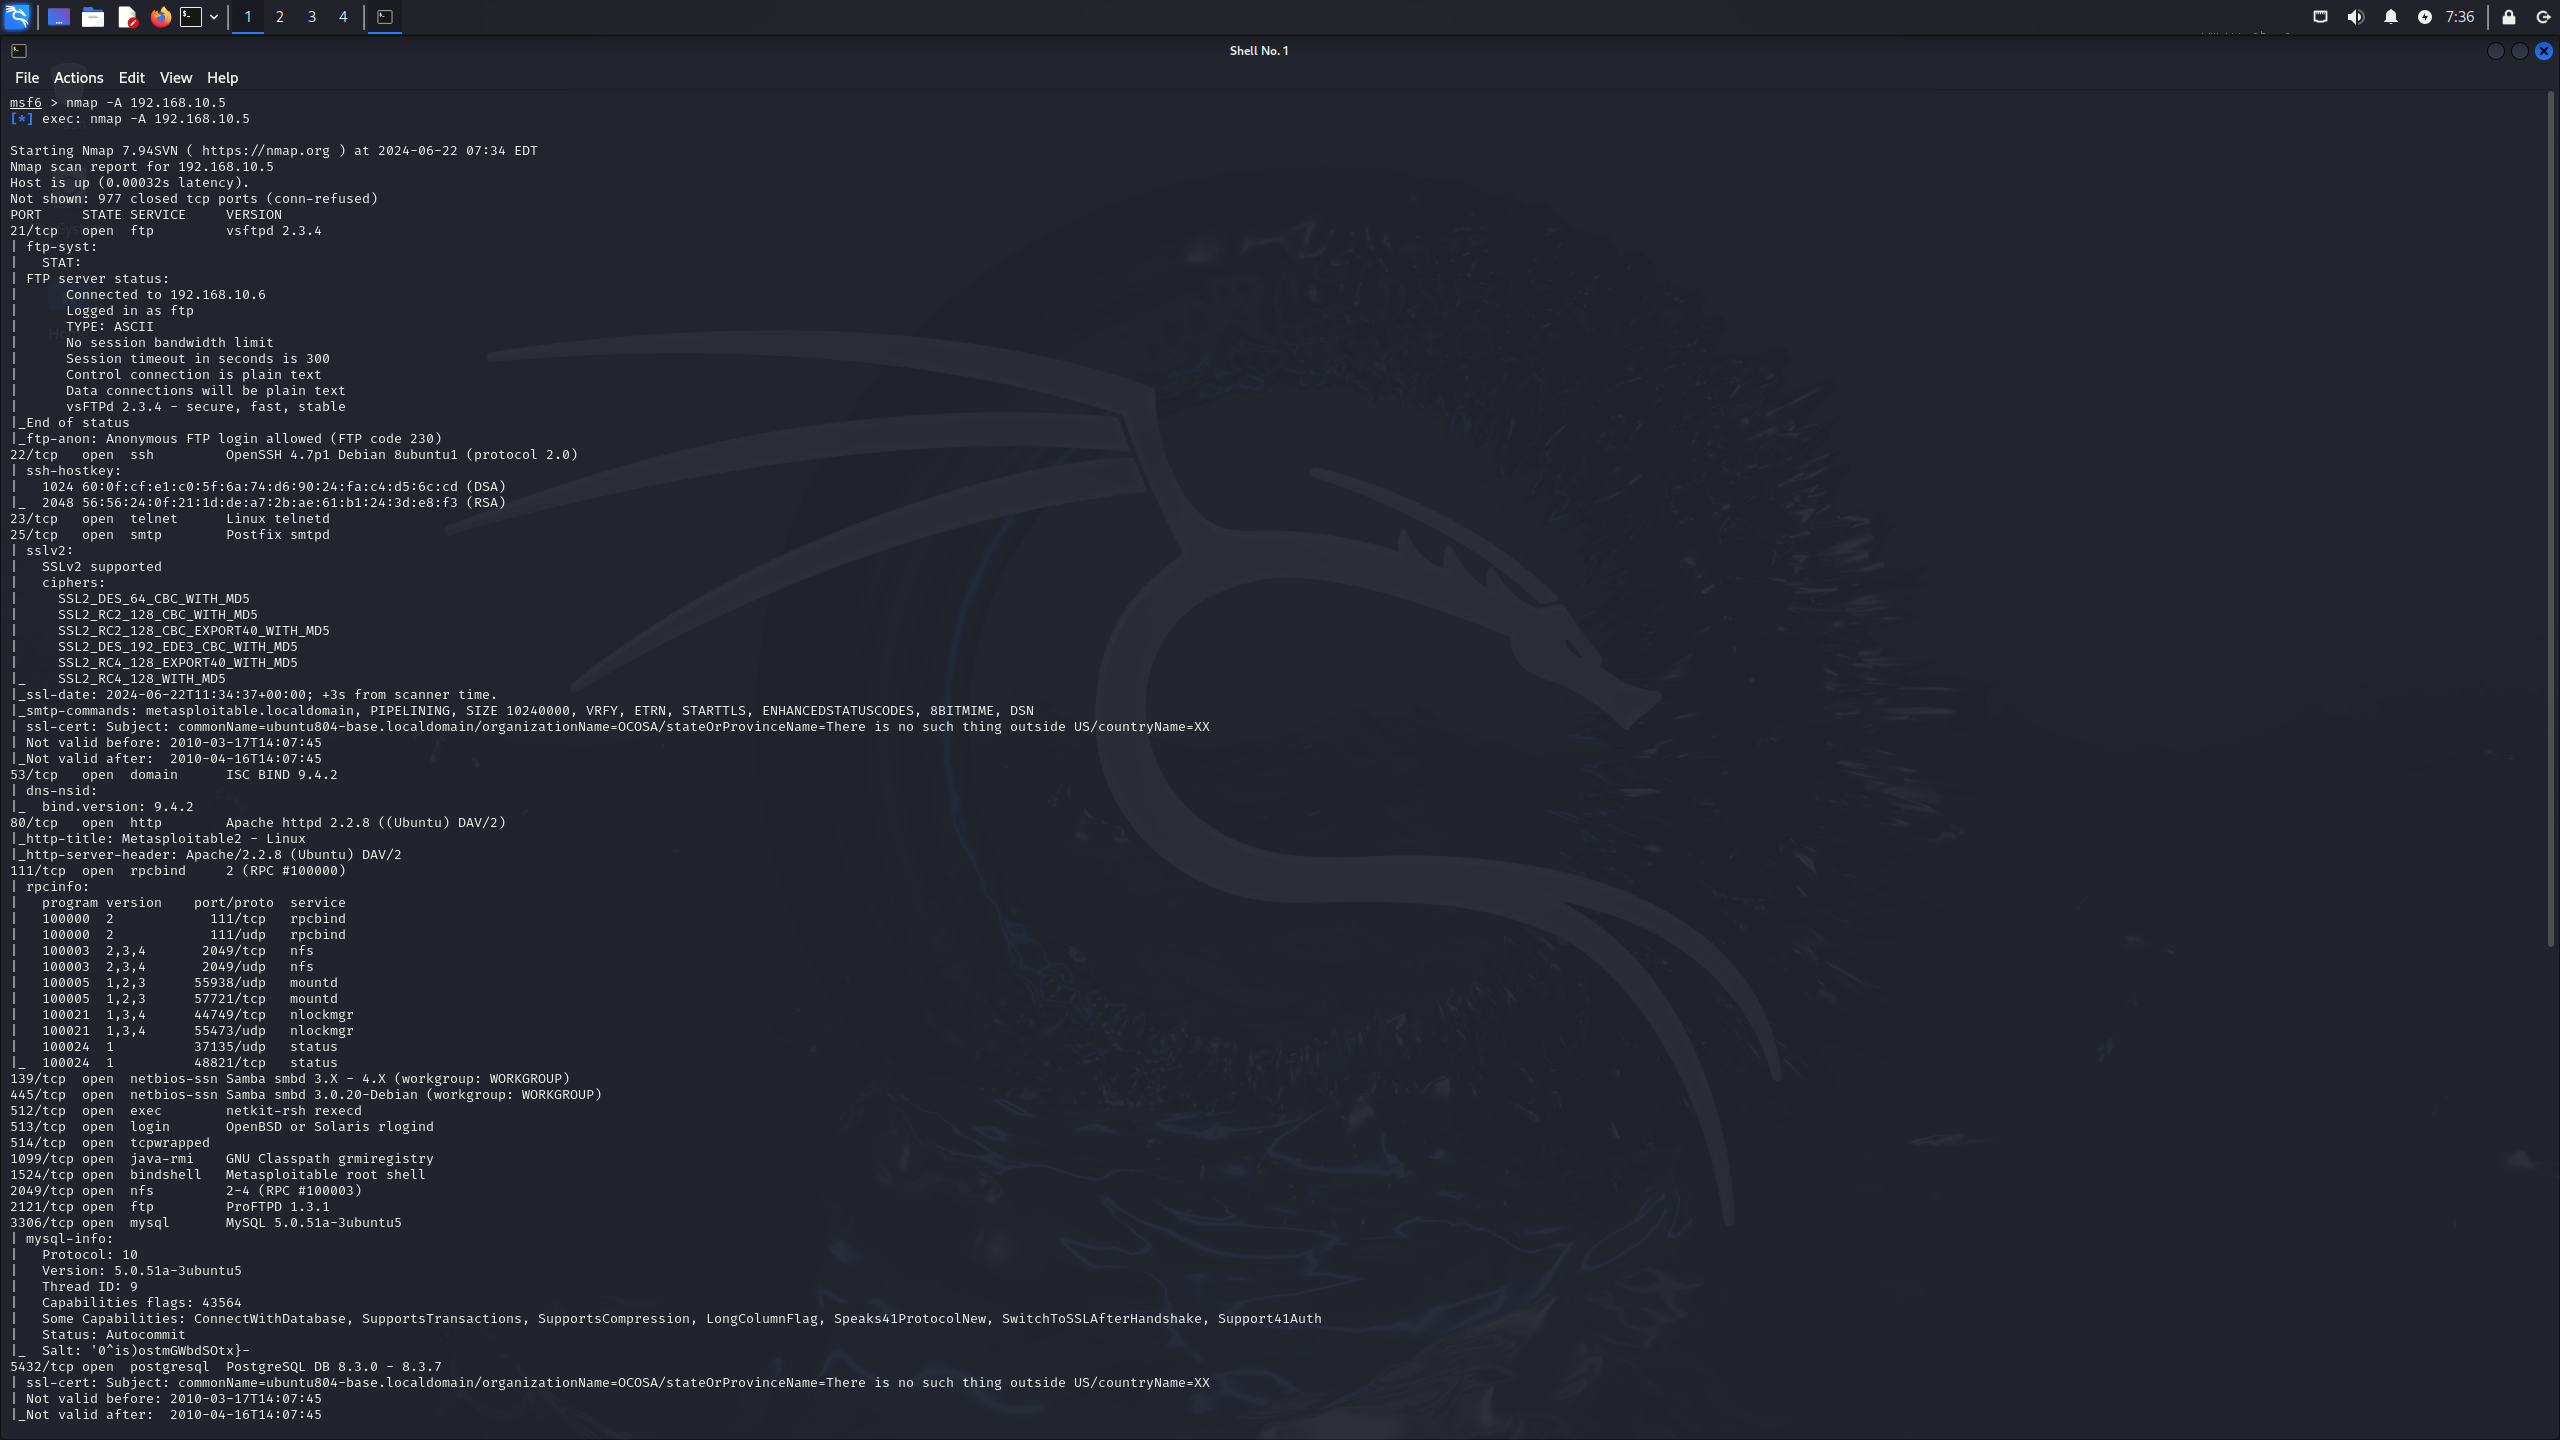 1 2 3 4
7:36
Shell No. 1
File Actions Edit View Help
msf6 > nmap -A 192.168.10.5
[*] exec: nmap -A 192.168.10.5
Starting Nmap 7.94SVN ( https://nmap.org ) at 2024-06-22 07:34 EDT
Nmap scan report for 192.168.10.5
Host is up (0.00032s latency).
Not shown: 977 closed tcp ports (conn-refused)
PORT     STATE SERVICE     VERSION
21/tcp   open  ftp         vsftpd 2.3.4
| ftp-syst:
|   STAT:
| FTP server status:
|      Connected to 192.168.10.6
|      Logged in as ftp
|      TYPE: ASCII
|      No session bandwidth limit
|      Session timeout in seconds is 300
|      Control connection is plain text
|      Data connections will be plain text
|      vsFTPd 2.3.4 - secure, fast, stable
|_End of status
|_ftp-anon: Anonymous FTP login allowed (FTP code 230)
22/tcp   open  ssh         OpenSSH 4.7p1 Debian 8ubuntu1 (protocol 2.0)
| ssh-hostkey:
|   1024 60:0f:cf:e1:c0:5f:6a:74:d6:90:24:fa:c4:d5:6c:cd (DSA)
|_  2048 56:56:24:0f:21:1d:de:a7:2b:ae:61:b1:24:3d:e8:f3 (RSA)
23/tcp   open  telnet      Linux telnetd
25/tcp   open  smtp        Postfix smtpd
| sslv2:
|   SSLv2 supported
|   ciphers:
|     SSL2_DES_64_CBC_WITH_MD5
|     SSL2_RC2_128_CBC_WITH_MD5
|     SSL2_RC2_128_CBC_EXPORT40_WITH_MD5
|     SSL2_DES_192_EDE3_CBC_WITH_MD5
|     SSL2_RC4_128_EXPORT40_WITH_MD5
|_    SSL2_RC4_128_WITH_MD5
|_ssl-date: 2024-06-22T11:34:37+00:00; +3s from scanner time.
|_smtp-commands: metasploitable.localdomain, PIPELINING, SIZE 10240000, VRFY, ETRN, STARTTLS, ENHANCEDSTATUSCODES, 8BITMIME, DSN
| ssl-cert: Subject: commonName=ubuntu804-base.localdomain/organizationName=OCOSA/stateOrProvinceName=There is no such thing outside US/countryName=XX
| Not valid before: 2010-03-17T14:07:45
|_Not valid after:  2010-04-16T14:07:45
53/tcp   open  domain      ISC BIND 9.4.2
| dns-nsid:
|_  bind.version: 9.4.2
80/tcp   open  http        Apache httpd 2.2.8 ((Ubuntu) DAV/2)
|_http-title: Metasploitable2 - Linux
|_http-server-header: Apache/2.2.8 (Ubuntu) DAV/2
111/tcp  open  rpcbind     2 (RPC #100000)
| rpcinfo:
|   program version    port/proto  service
|   100000  2            111/tcp   rpcbind
|   100000  2            111/udp   rpcbind
|   100003  2,3,4       2049/tcp   nfs
|   100003  2,3,4       2049/udp   nfs
|   100005  1,2,3      55938/udp   mountd
|   100005  1,2,3      57721/tcp   mountd
|   100021  1,3,4      44749/tcp   nlockmgr
|   100021  1,3,4      55473/udp   nlockmgr
|   100024  1          37135/udp   status
|_  100024  1          48821/tcp   status
139/tcp  open  netbios-ssn Samba smbd 3.X - 4.X (workgroup: WORKGROUP)
445/tcp  open  netbios-ssn Samba smbd 3.0.20-Debian (workgroup: WORKGROUP)
512/tcp  open  exec        netkit-rsh rexecd
513/tcp  open  login       OpenBSD or Solaris rlogind
514/tcp  open  tcpwrapped
1099/tcp open  java-rmi    GNU Classpath grmiregistry
1524/tcp open  bindshell   Metasploitable root shell
2049/tcp open  nfs         2-4 (RPC #100003)
2121/tcp open  ftp         ProFTPD 1.3.1
3306/tcp open  mysql       MySQL 5.0.51a-3ubuntu5
| mysql-info:
|   Protocol: 10
|   Version: 5.0.51a-3ubuntu5
|   Thread ID: 9
|   Capabilities flags: 43564
|   Some Capabilities: ConnectWithDatabase, SupportsTransactions, SupportsCompression, LongColumnFlag, Speaks41ProtocolNew, SwitchToSSLAfterHandshake, Support41Auth
|   Status: Autocommit
|_  Salt: '0^is)ostmGWbdSOtx}-
5432/tcp open  postgresql  PostgreSQL DB 8.3.0 - 8.3.7
| ssl-cert: Subject: commonName=ubuntu804-base.localdomain/organizationName=OCOSA/stateOrProvinceName=There is no such thing outside US/countryName=XX
| Not valid before: 2010-03-17T14:07:45
|_Not valid after:  2010-04-16T14:07:45